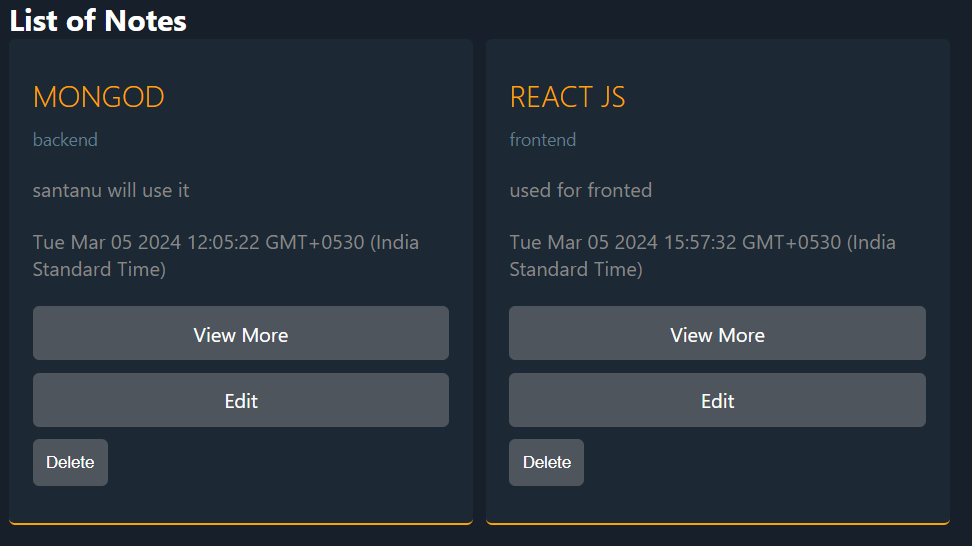 List of Notes
MONGOD
backend
santanu will use it
Tue Mar 05 2024 12:05:22 GMT+0530 (India
Standard Time)
View More
Edit
Delete
REACT JS
frontend
used for fronted
Tue Mar 05 2024 15:57:32 GMT+0530 (India
Standard Time)
View More
Edit
Delete